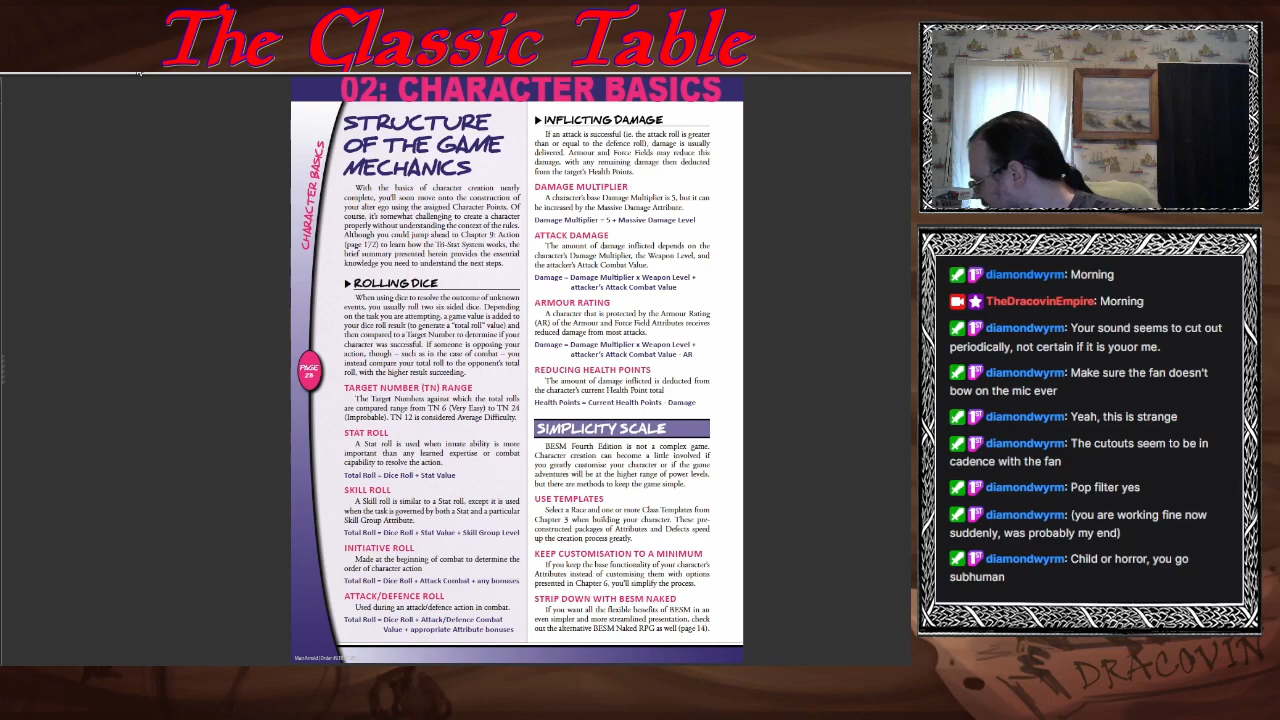 The Classic Table
02: CHARACTER BASICS
CHARACTER BASICS
PAGE
STRUCTURE
OF THE GAME
MECHANICS
With the basics of character creation nearly
complete, you'll soon move onto the construction of
your alter ego using the assigned Character Points. Of
course, it's somewhat challenging to create a character
properly without understanding the context of the rules.
Although you could jump ahead to Chapter 9: Action
(page 172) to learn how the Tri-Stat System works, the
brief summary presented herein provides the essential
knowledge you need to understand the next steps.
ROLLING DICE
When using dice to resolve the outcome of unknown
events, you usually roll two six-sided dice. Depending
on the task you are attempting, a game value is added to
your dice roll result (to generate a "total roll" value) and
then compared to a Target Number to determine if your
character was successful. If someone is opposing your
action, though – such as in the case of combat – you
instead compare your total roll to the opponent's total
roll, with the higher result succeeding.
TARGET NUMBER (TN) RANGE
The Target Numbers against which the total rolls
are compared range from TN 6 (Very Easy) to TN 24
(Improbable). TN 12 is considered Average Difficulty.
STAT ROLL
A Stat roll is used when innate ability is more
important than any learned expertise or combat
capability to resolve the action.
Total Roll = Dice Roll + Stat Value
SKILL ROLL
A Skill roll is similar to a Stat roll, except it is used
when the task is governed by both a Stat and a particular
Skill Group Attribute.
Total Roll = Dice Roll + Stat Value + Skill Group Level
INITIATIVE ROLL
Made at the beginning of combat to determine the
order of character action
Total Roll = Dice Roll + Attack Combat + any bonuses
ATTACK/DEFENCE ROLL
Used during an attack/defence action in combat.
Total Roll = Dice Roll + Attack/Defence Combat
Value + appropriate Attribute bonuses
INFLICTING DAMAGE
If an attack is successful (ie. the attack roll is greater
than or equal to the defence roll), damage is usually
delivered. Armour and Force Fields may reduce this
damage, with any remaining damage then deducted
from the target's Health Points.
DAMAGE MULTIPLIER
A character's base Damage Multiplier is 5, but it can
be increased by the Massive Damage Attribute.
Damage Multiplier = 5 + Massive Damage Level
ATTACK DAMAGE
The amount of damage inflicted depends on the
character's Damage Multiplier, the Weapon Level, and
the attacker's Attack Combat Value.
Damage = Damage Multiplier x Weapon Level +
attacker's Attack Combat Value
ARMOUR RATING
A character that is protected by the Armour Rating
(AR) of the Armour and Force Field Attributes receives
reduced damage from most attacks.
Damage = Damage Multiplier x Weapon Level +
attacker's Attack Combat Value - AR
REDUCING HEALTH POINTS
The amount of damage inflicted is deducted from
the character's current Health Point total
Health Points = Current Health Points - Damage
SIMPLICITY SCALE
BESM Fourth Edition is not a complex game.
Character creation can become a little involved if
you greatly customise your character or if the game
adventures will be at the higher range of power levels,
but there are methods to keep the game simple.
USE TEMPLATES
Select a Race and one or more Class Templates from
Chapter 3 when building your character. These pre-
constructed packages of Attributes and Defects speed
up the creation process greatly.
KEEP CUSTOMISATION TO A MINIMUM
If you keep the base functionality of your character's
Attributes instead of customising them with options
presented in Chapter 6, you'll simplify the process.
STRIP DOWN WITH BESM NAKED
If you want all the flexible benefits of BESM in an
even simpler and more streamlined presentation, check
out the alternative BESM Naked RPG as well (page 14).
1ST diamondwyrm: Morning
TheDracovinEmpire: Morning
1ST diamondwyrm: Your sound seems to cut out
periodically, not certain if it is youor me.
1ST diamondwyrm: Make sure the fan doesn't
bow on the mic ever
1ST diamondwyrm: Yeah, this is strange
1ST diamondwyrm: The cutputs seem to be in
cadence with the fan
1ST diamondwyrm: Pop filter yes
1ST diamondwyrm: (you are working fine now
suddenly, was probably my end)
1ST diamondwyrm: Child or horror, you go
subhuman
DRACOVIN